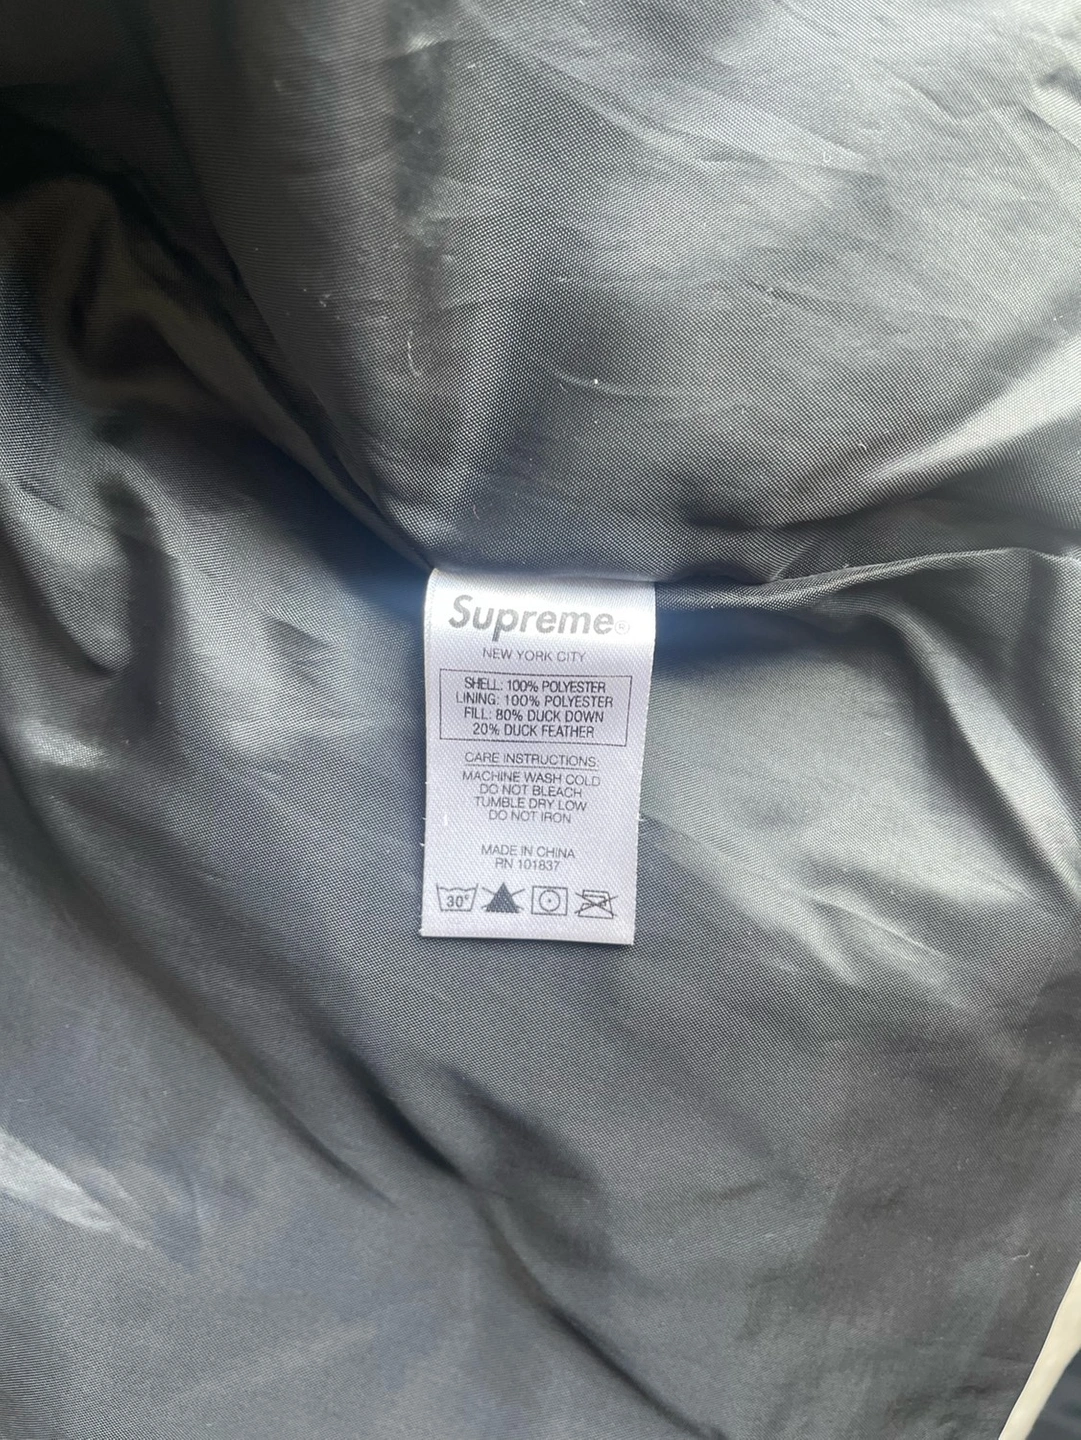 Supreme®
NEW YORK CITY
SHELL: 100% POLYESTER
LINING: 100% POLYESTER
FILL: 80% DUCK DOWN
20% DUCK FEATHER
CARE INSTRUCTIONS:
MACHINE WASH COLD
DO NOT BLEACH
TUMBLE DRY LOW
DO NOT IRON
MADE IN CHINA
RN 101837
30°